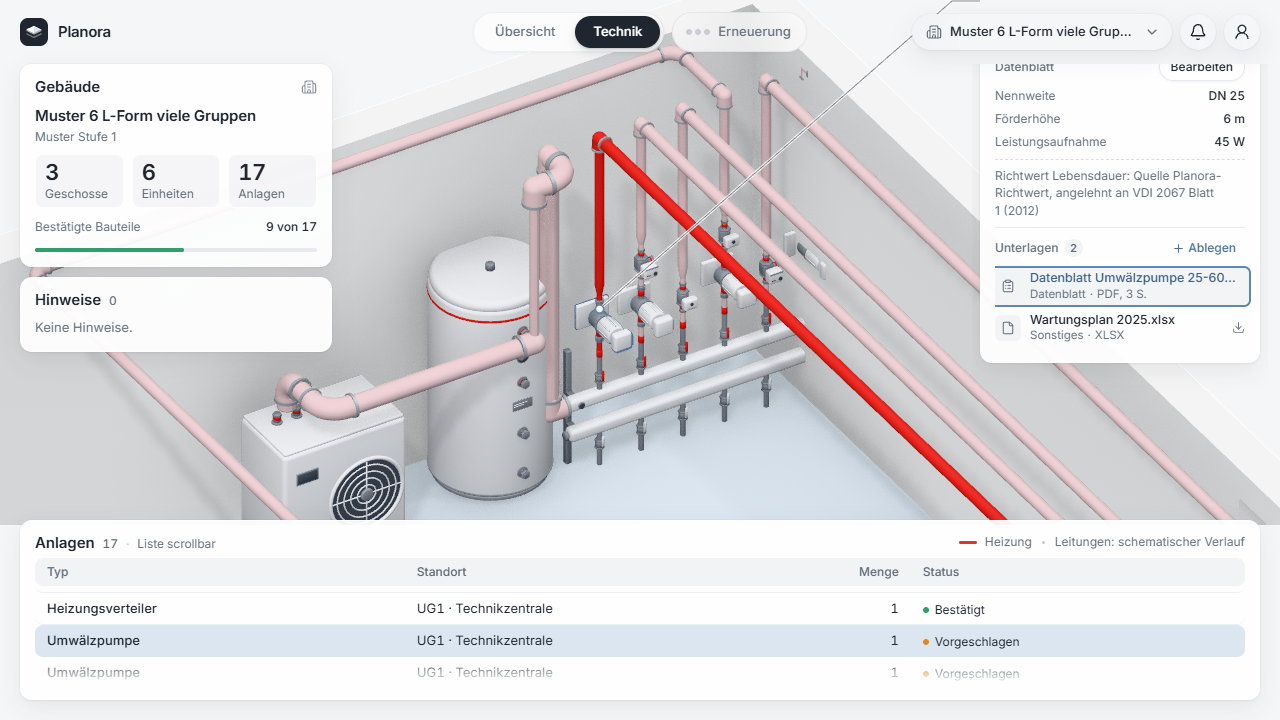 Planora
Übersicht
Technik
Erneuerung
Muster 6 L-Form viele Grup...
Gebäude
Muster 6 L-Form viele Gruppen
Muster Stufe 1
3
Geschosse
6
Einheiten
17
Anlagen
Bestätigte Bauteile
9 von 17
Hinweise 0
Keine Hinweise.
Datenblatt
Bearbeiten
Nennweite
DN 25
Förderhöhe
6 m
Leistungsaufnahme
45 W
Richtwert Lebensdauer: Quelle Planora-
Richtwert, angelehnt an VDI 2067 Blatt
1 (2012)
Unterlagen 2
+ Ablegen
Datenblatt Umwälzpumpe 25-60...
Datenblatt · PDF, 3 S.
Wartungsplan 2025.xlsx
Sonstiges · XLSX
Anlagen 17 · Liste scrollbar
Heizung · Leitungen: schematischer Verlauf
Typ Standort Menge Status
Heizungsverteiler UG1 · Technikzentrale 1 Bestätigt
Umwälzpumpe UG1 · Technikzentrale 1 Vorgeschlagen
Umwälzpumpe UG1 · Technikzentrale 1 Vorgeschlagen